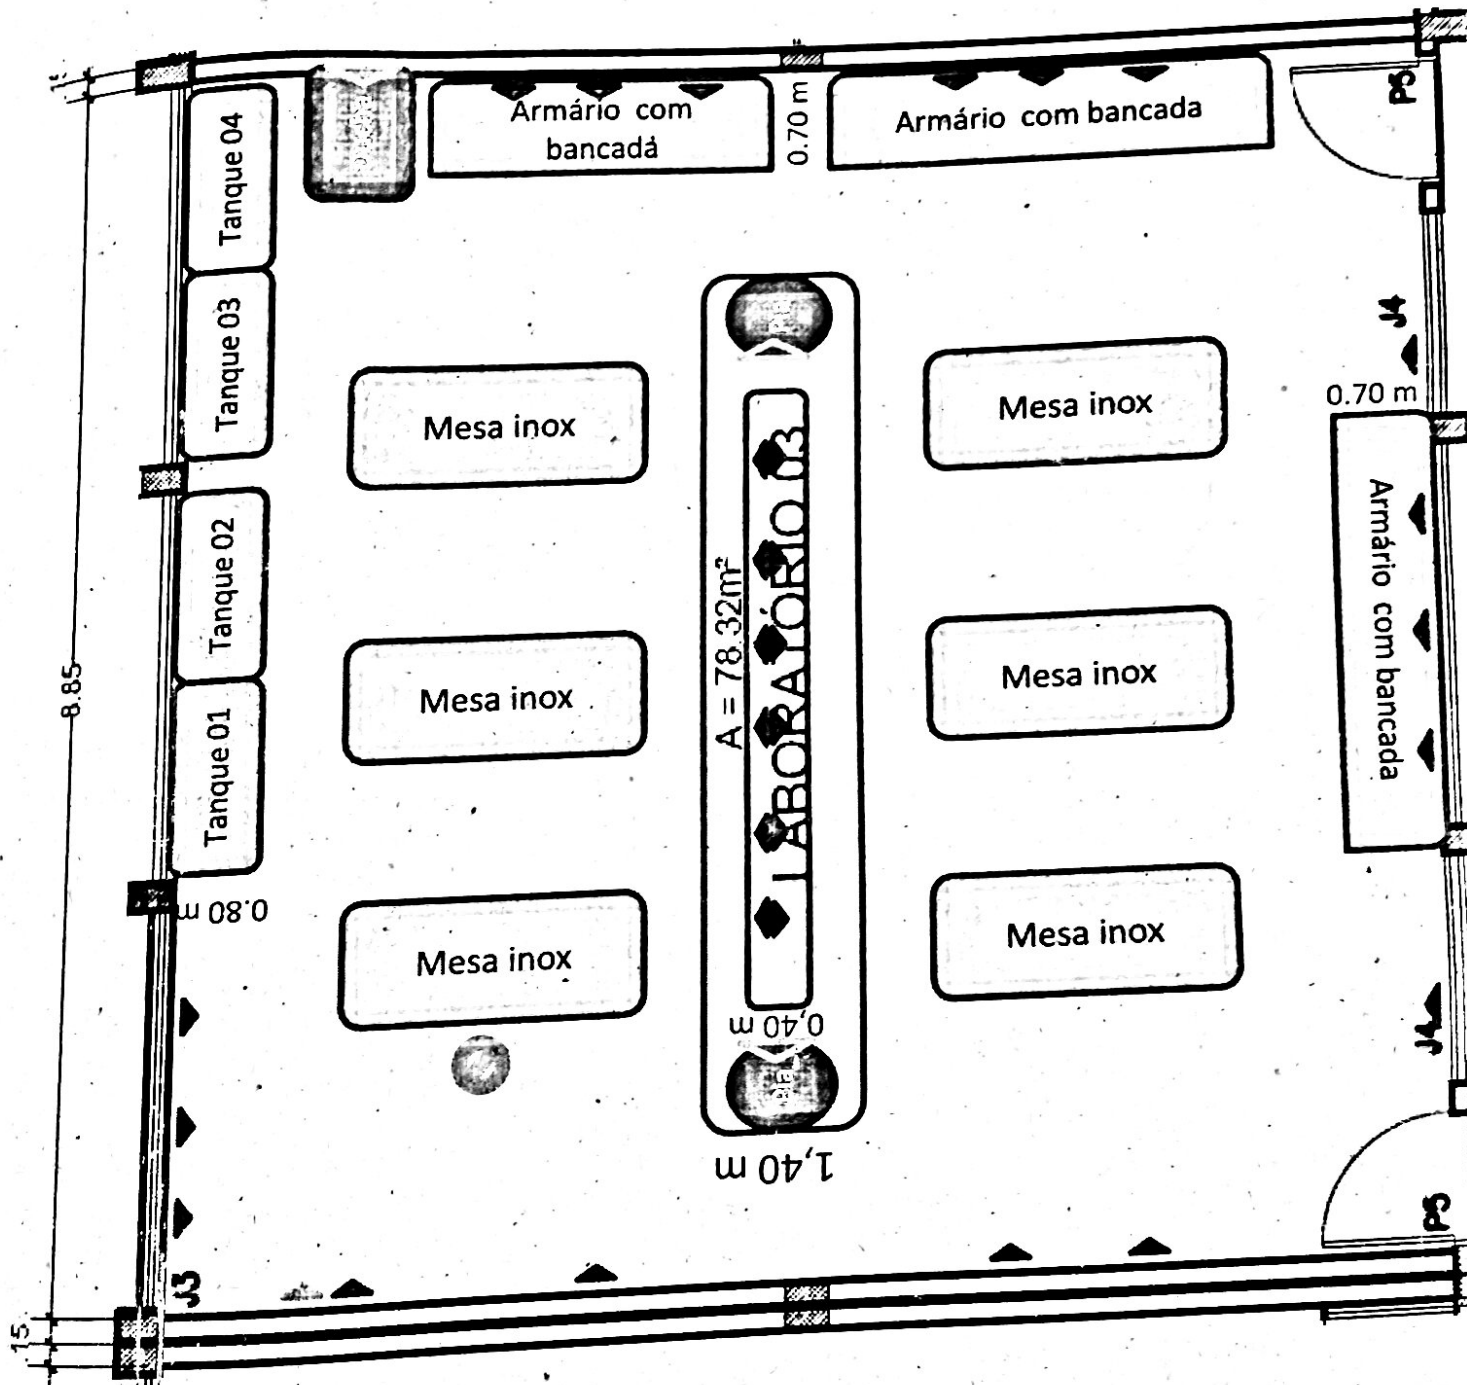 Armário com
bancada
0.70 m
Armário com bancada
P5
Tanque 04
Tanque 03
Tanque 02
Tanque 01
0.80 m
8.85
15
J3
Mesa inox
Mesa inox
Mesa inox
A = 78.32m²
LABORATÓRIO 03
0,40 m
pia
1,40 m
Mesa inox
Mesa inox
Mesa inox
J4
0.70 m
Armário com bancada
J4
P5